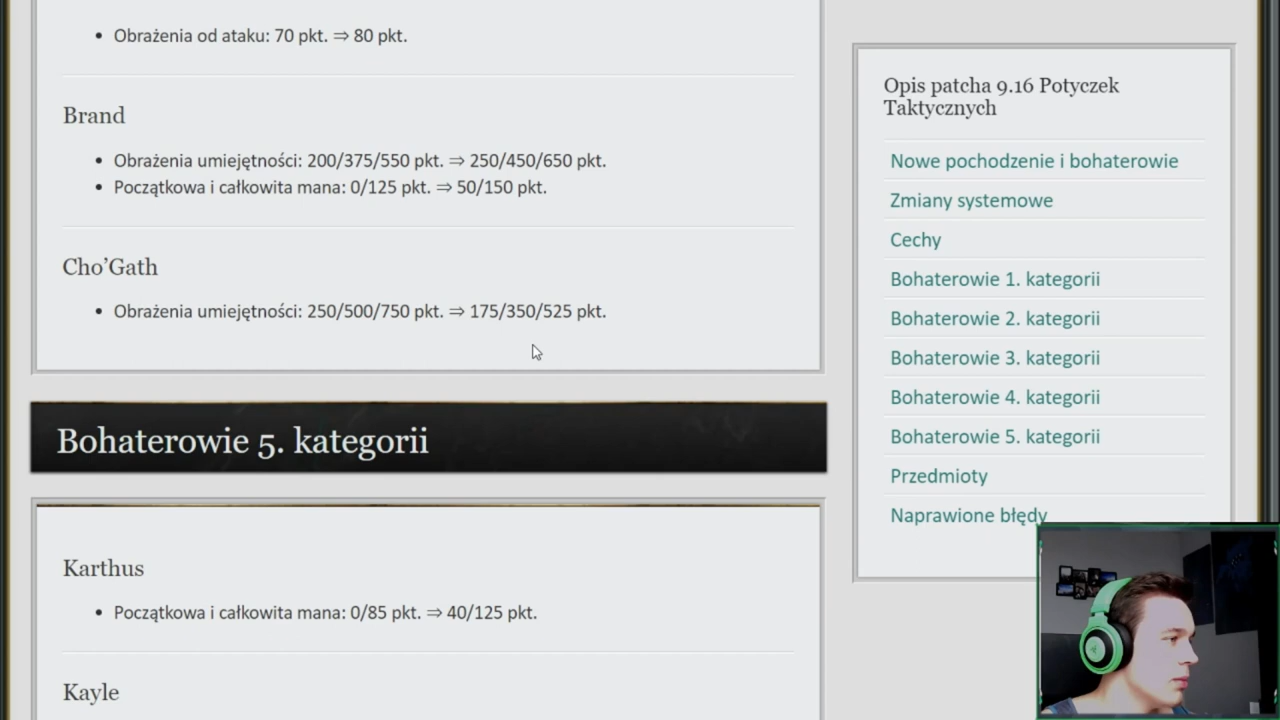 Obrażenia od ataku: 70 pkt. ⇒ 80 pkt.
Brand
Obrażenia umiejętności: 200/375/550 pkt. ⇒ 250/450/650 pkt.
Początkowa i całkowita mana: 0/125 pkt. ⇒ 50/150 pkt.
Cho’Gath
Obrażenia umiejętności: 250/500/750 pkt. ⇒ 175/350/525 pkt.
Bohaterowie 5. kategorii
Karthus
Początkowa i całkowita mana: 0/85 pkt. ⇒ 40/125 pkt.
Kayle
Opis patcha 9.16 Potyczek
Taktycznych
Nowe pochodzenie i bohaterowie
Zmiany systemowe
Cechy
Bohaterowie 1. kategorii
Bohaterowie 2. kategorii
Bohaterowie 3. kategorii
Bohaterowie 4. kategorii
Bohaterowie 5. kategorii
Przedmioty
Naprawione błędy